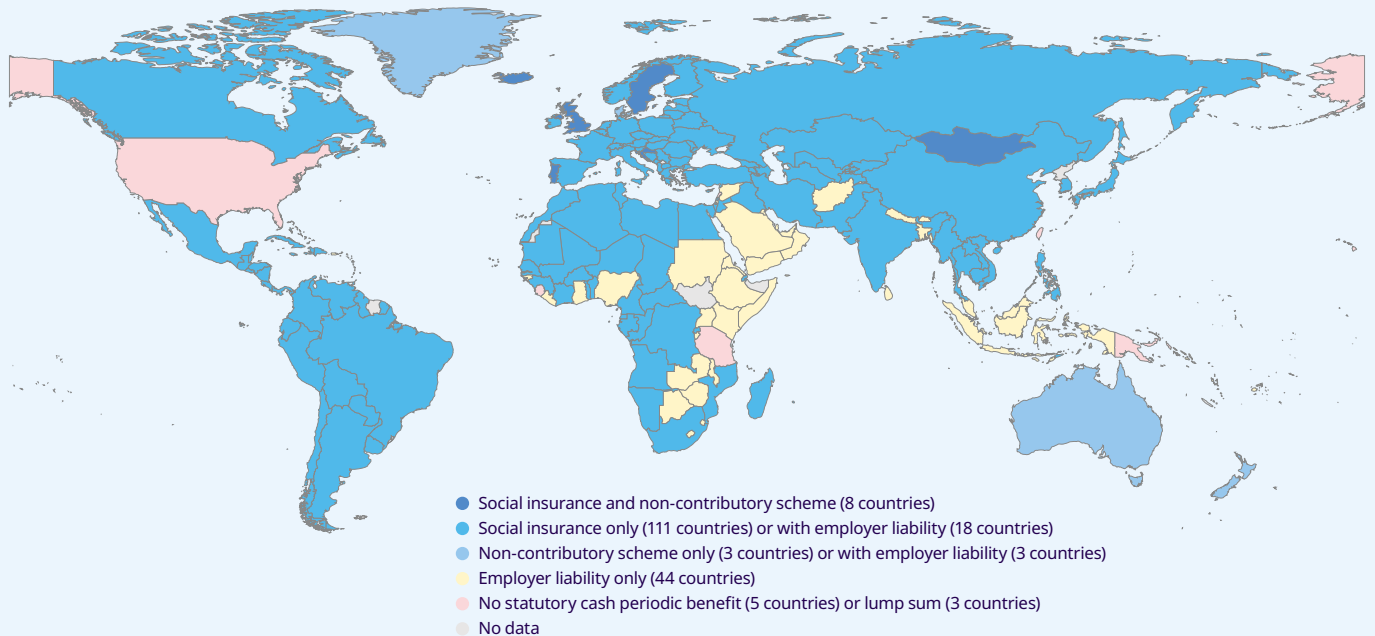 Social insurance and non-contributory scheme (8 countries)
Social insurance only (111 countries) or with employer liability (18 countries)
Non-contributory scheme only (3 countries) or with employer liability (3 countries)
Employer liability only (44 countries)
No statutory cash periodic benefit (5 countries) or lump sum (3 countries)
No data